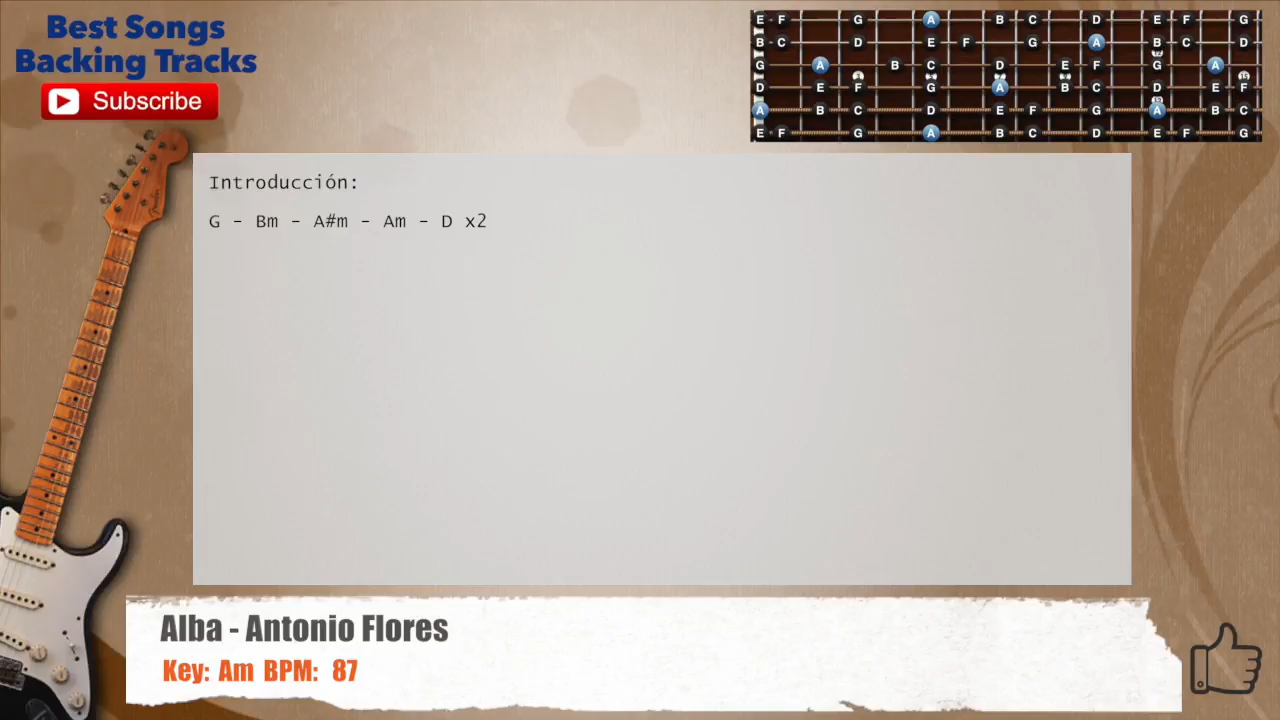 Best Songs
Backing Tracks
Subscribe
E F G A B C D E F G
B C D E F G A B C D
G A B C D E F G A
D E F G A B C D E F
A B C D E F G A B C
E F G A B C D E F G
Introducción:
G - Bm - A#m - Am - D x2
Alba - Antonio Flores
Key: Am BPM: 87